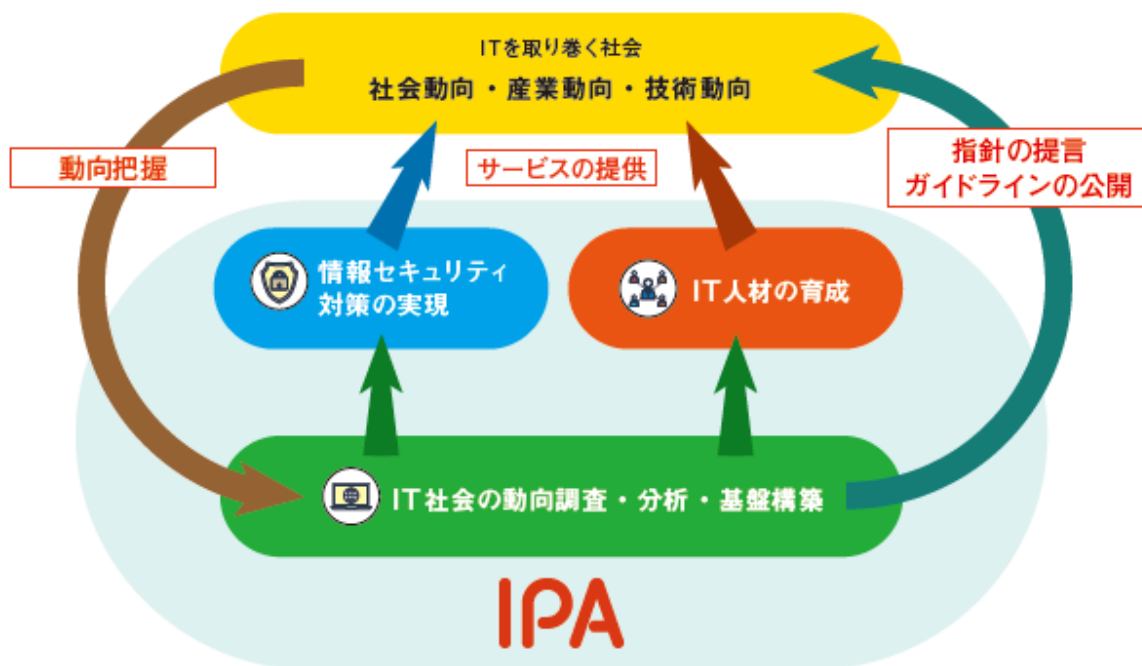 ITを取り巻く社会
社会動向・産業動向・技術動向
動向把握
サービスの提供
指針の提言
ガイドラインの公開
情報セキュリティ
対策の実現
IT人材の育成
IT社会の動向調査・分析・基盤構築
IPA